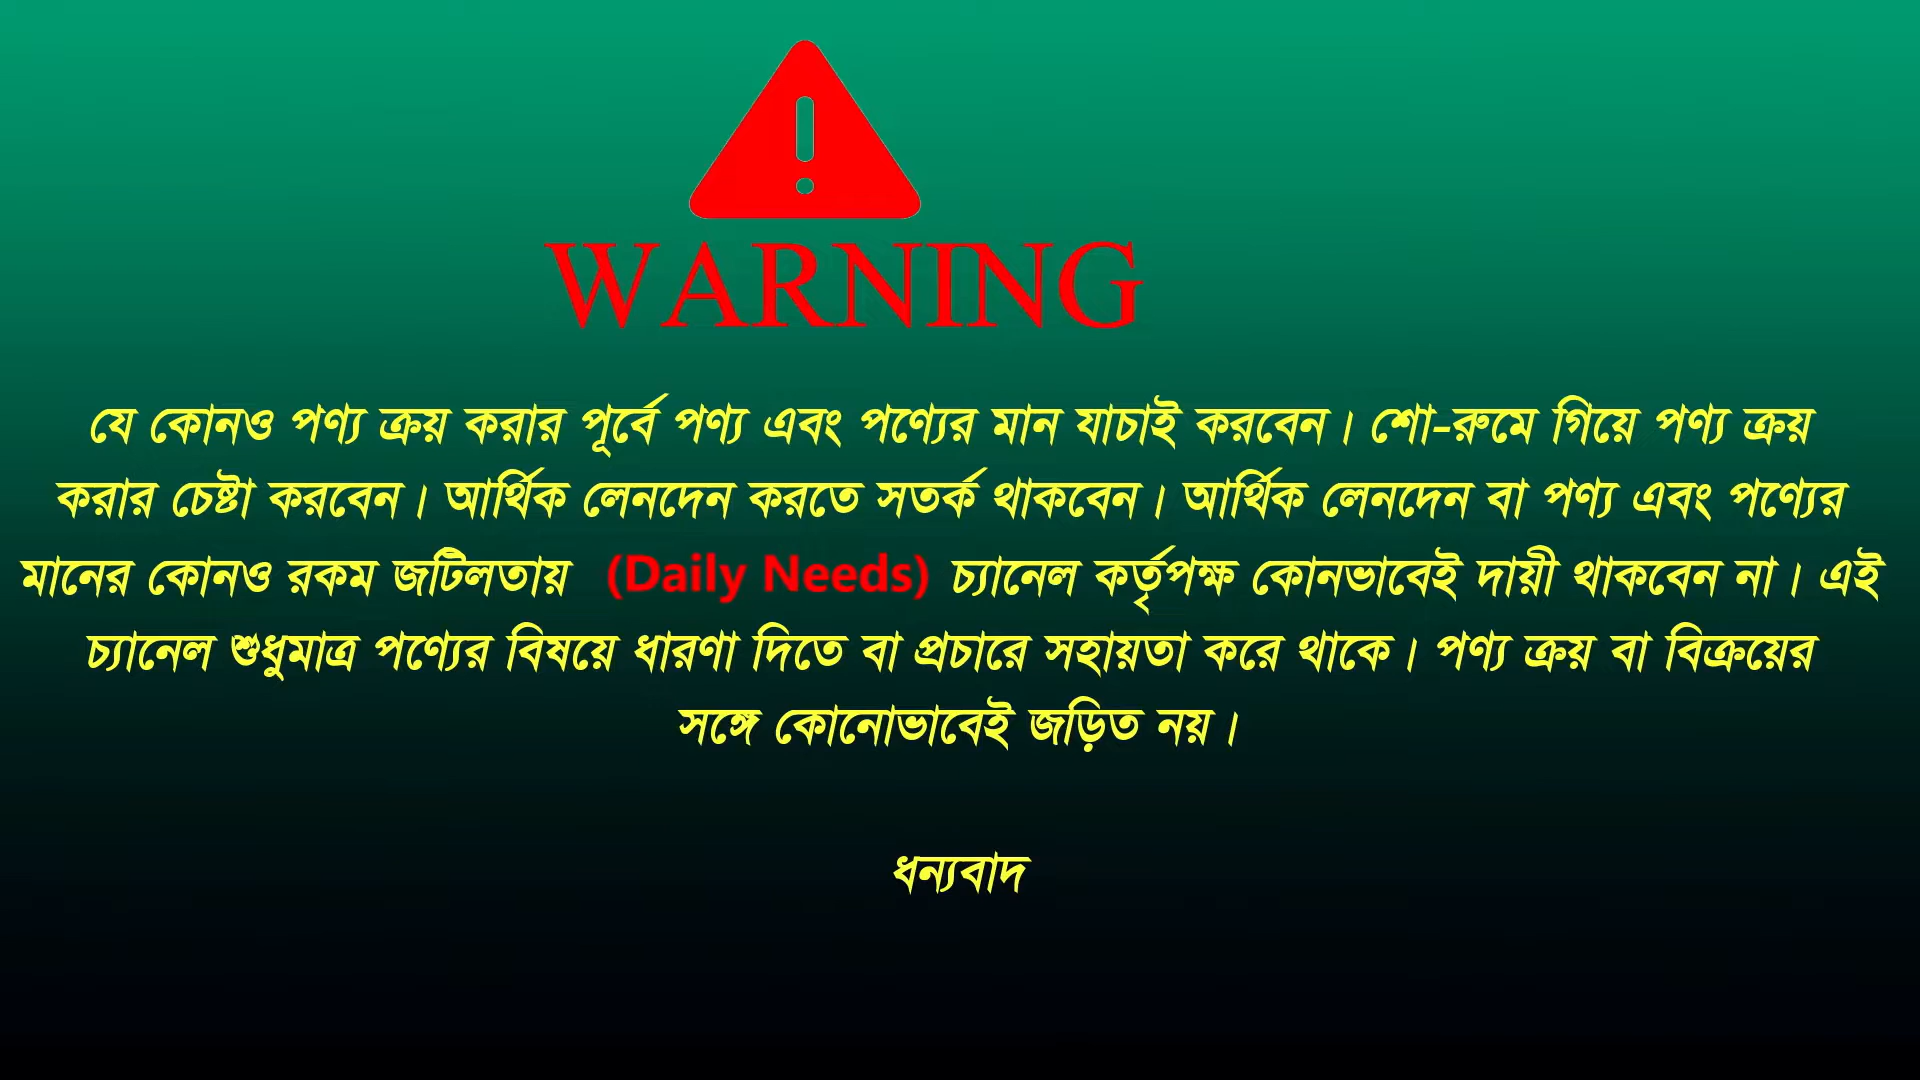 WARNING
যে কোনও পণ্য ক্রয় করার পূর্বে পণ্য এবং পণ্যের মান যাচাই করবেন। শো-রুমে গিয়ে পণ্য ক্রয়
করার চেষ্টা করবেন। আর্থিক লেনদেন করতে সতর্ক থাকবেন। আর্থিক লেনদেন বা পণ্য এবং পণ্যের
মানের কোনও রকম জটিলতায় (Daily Needs) চ্যানেল কর্তৃপক্ষ কোনভাবেই দায়ী থাকবেন না। এই
চ্যানেল শুধুমাত্র পণ্যের বিষয়ে ধারণা দিতে বা প্রচারে সহায়তা করে থাকে। পণ্য ক্রয় বা বিক্রয়ের
সঙ্গে কোনোভাবেই জড়িত নয়।
ধন্যবাদ